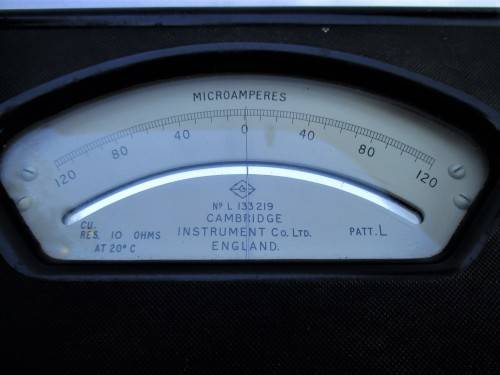 MICROAMPERES
120 80 40 0 40 80 120
Nº L 133219
CAMBRIDGE
INSTRUMENT Co. LTD.
ENGLAND.
CU.
RES. 10 OHMS
AT 20° C
PATT. L